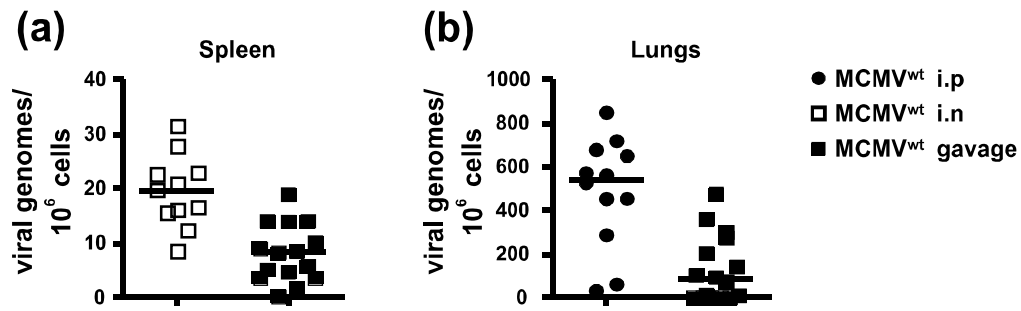 (a)
Spleen
viral genomes/
10⁶ cells
40
30
20
10
0
(b)
Lungs
viral genomes/
10⁶ cells
1000
800
600
400
200
0
MCMVʷᵗ i.p
MCMVʷᵗ i.n
MCMVʷᵗ gavage